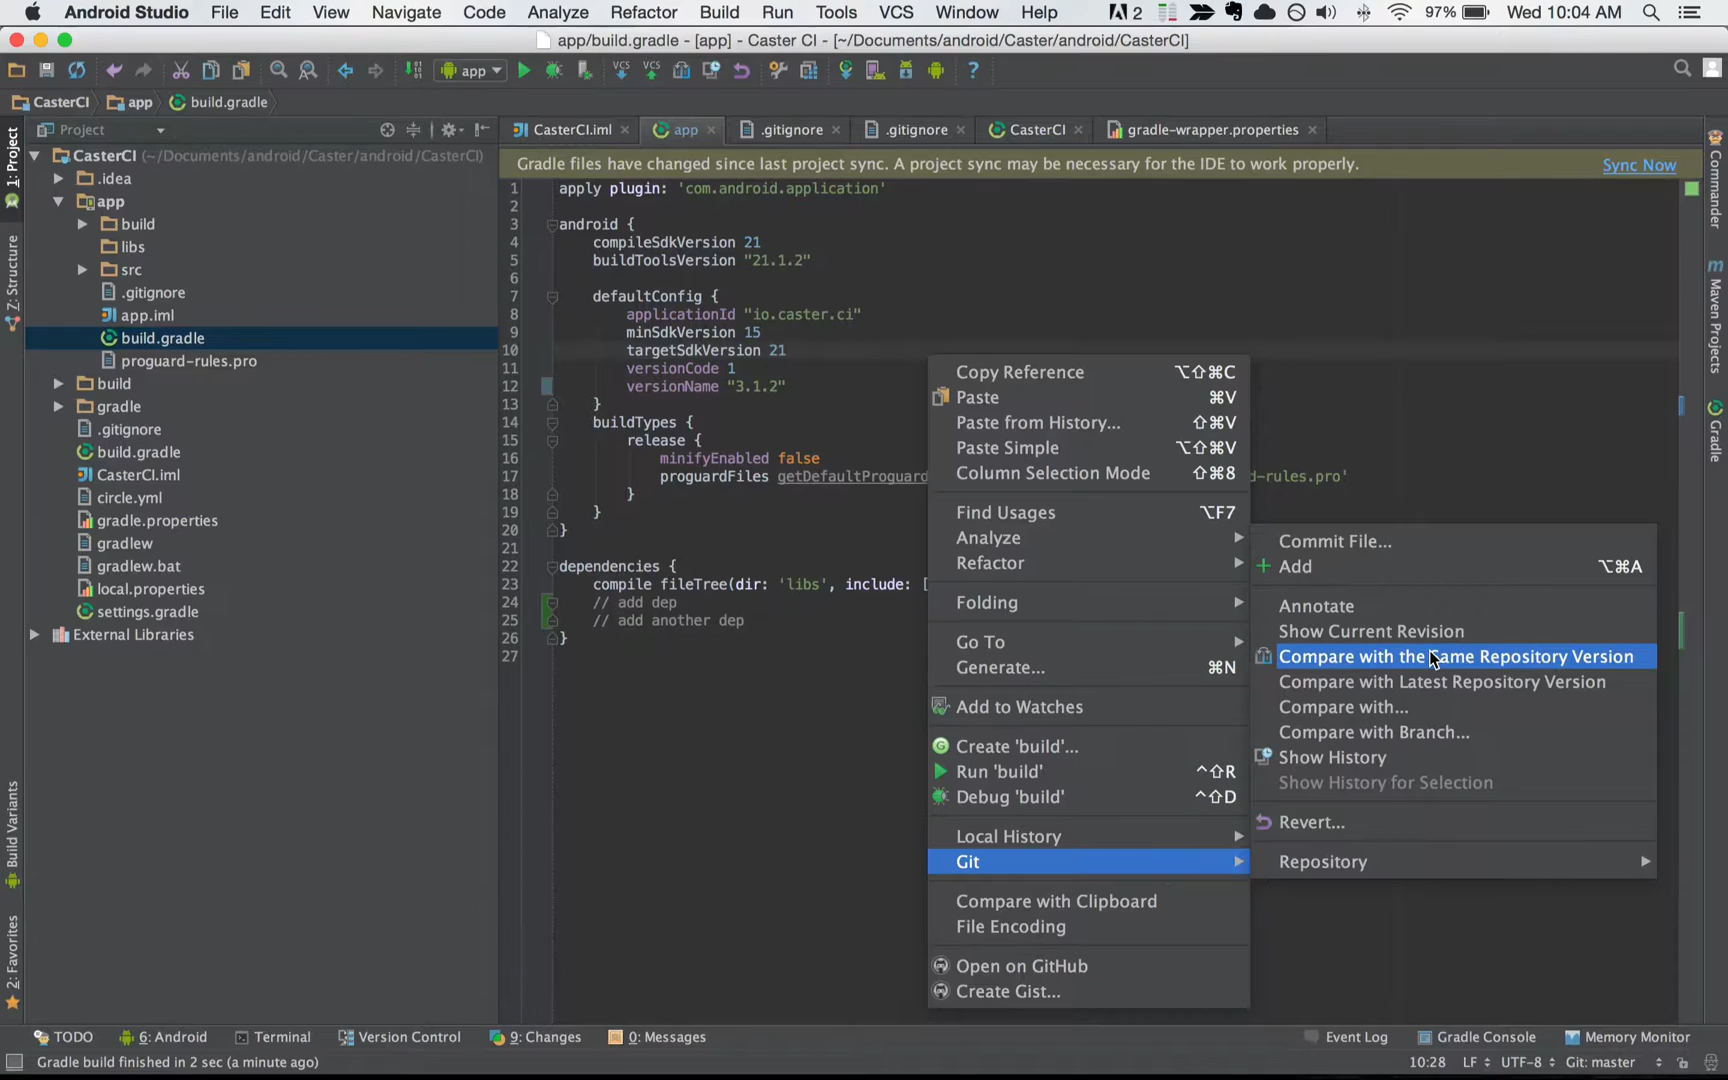 Android Studio File Edit View Navigate Code Analyze Refactor Build Run Tools VCS Window Help 2 97% Wed 10:04 AM
app/build.gradle - [app] - Caster CI - [~/Documents/android/Caster/android/CasterCI]
app VCS VCS ?
CasterCI app build.gradle
1: Project
Z: Structure
Build Variants
2: Favorites
Project
CasterCI (~/Documents/android/Caster/android/CasterCI)
.idea
app
build
libs
src
.gitignore
app.iml
build.gradle
proguard-rules.pro
build
gradle
.gitignore
build.gradle
CasterCI.iml
circle.yml
gradle.properties
gradlew
gradlew.bat
local.properties
settings.gradle
External Libraries
CasterCI.iml app .gitignore .gitignore CasterCI gradle-wrapper.properties
Gradle files have changed since last project sync. A project sync may be necessary for the IDE to work properly. Sync Now
1 apply plugin: 'com.android.application'
2
3 android {
4 compileSdkVersion 21
5 buildToolsVersion "21.1.2"
6
7 defaultConfig {
8 applicationId "io.caster.ci"
9 minSdkVersion 15
10 targetSdkVersion 21
11 versionCode 1
12 versionName "3.1.2"
13 }
14 buildTypes {
15 release {
16 minifyEnabled false
17 proguardFiles getDefaultProguard d-rules.pro'
18 }
19 }
20 }
21
22 dependencies {
23 compile fileTree(dir: 'libs', include: [
24 // add dep
25 // add another dep
26 }
27
Copy Reference ⌥⇧⌘C
Paste ⌘V
Paste from History... ⇧⌘V
Paste Simple ⌥⇧⌘V
Column Selection Mode ⇧⌘8
Find Usages ⌥F7
Analyze
Refactor
Folding
Go To
Generate... ⌘N
Add to Watches
Create 'build'...
Run 'build' ^⇧R
Debug 'build' ^⇧D
Local History
Git
Compare with Clipboard
File Encoding
Open on GitHub
Create Gist...
Commit File...
Add ⌥⌘A
Annotate
Show Current Revision
Compare with the Same Repository Version
Compare with Latest Repository Version
Compare with...
Compare with Branch...
Show History
Show History for Selection
Revert...
Repository
Commander
Maven Projects
Gradle
TODO 6: Android Terminal Version Control 9: Changes 0: Messages Event Log Gradle Console Memory Monitor
Gradle build finished in 2 sec (a minute ago) 10:28 LF UTF-8 Git: master